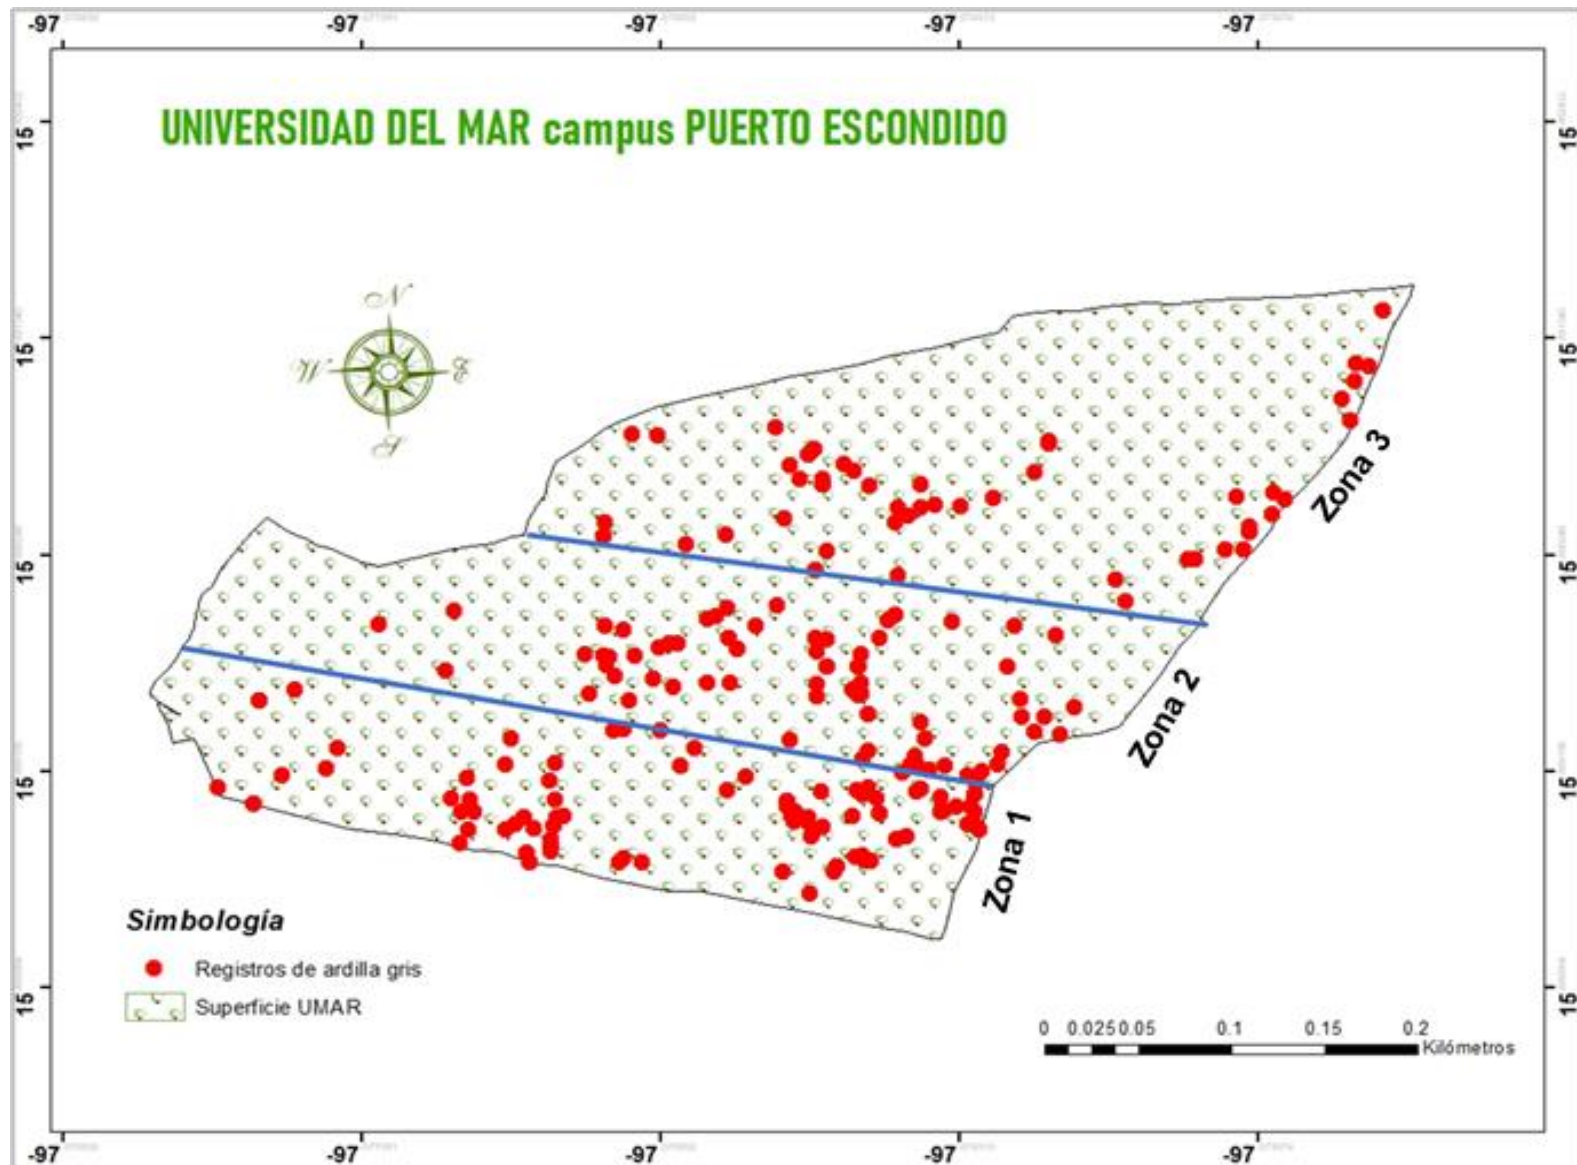 -97 -97 -97 -97 -97
UNIVERSIDAD DEL MAR campus PUERTO ESCONDIDO
15 15
N
W E
S
15 15
Zona 3
15 15
Zona 2
15 15
Zona 1
Simbología
Registros de ardilla gris
Superficie UMAR
15 15
0 0.025 0.05 0.1 0.15 0.2
Kilómetros
-97 -97 -97 -97 -97